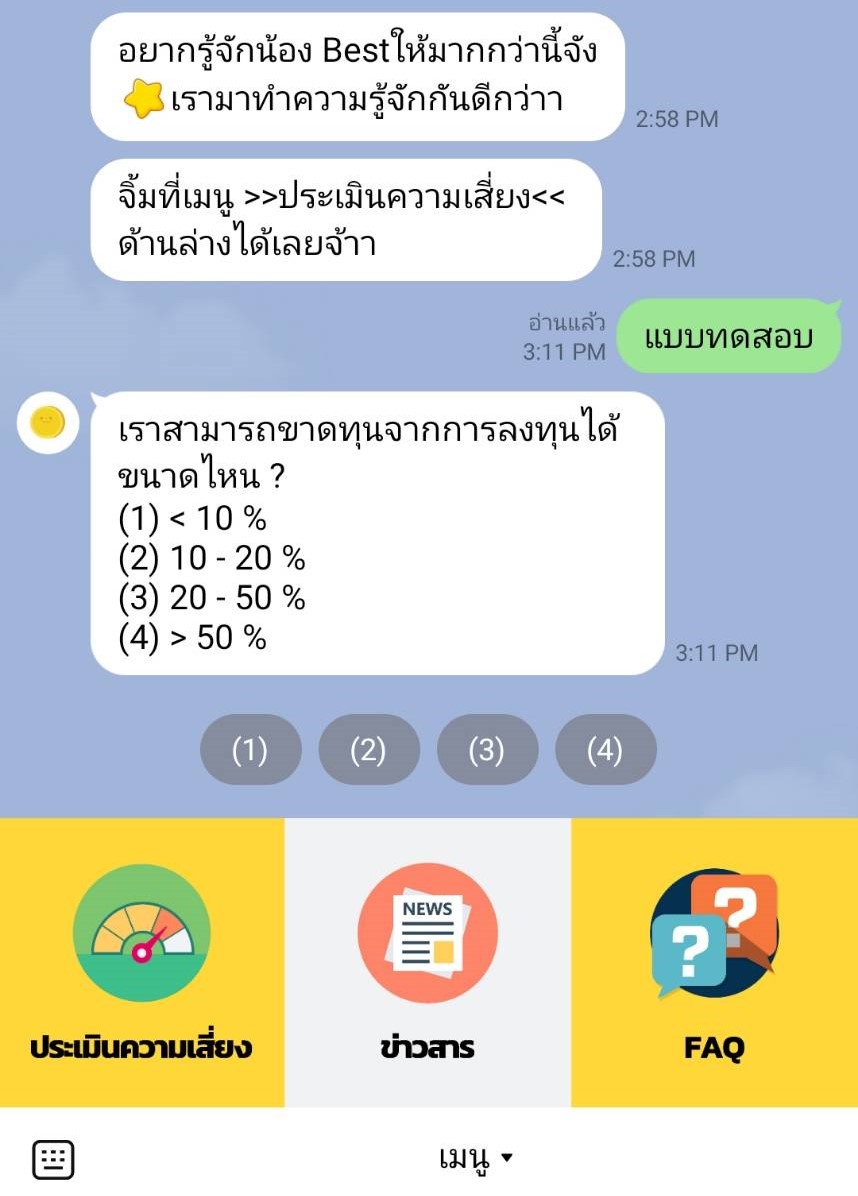 อยากรู้จักน้อง Bestให้มากกว่านี้จัง
เรามาทำความรู้จักกันดีกว่าา
2:58 PM
จิ้มที่เมนู >>ประเมินความเสี่ยง<<
ด้านล่างได้เลยจ้าา
2:58 PM
อ่านแล้ว
3:11 PM
แบบทดสอบ
เราสามารถขาดทุนจากการลงทุนได้
ขนาดไหน ?
(1) < 10 %
(2) 10 - 20 %
(3) 20 - 50 %
(4) > 50 %
3:11 PM
(1) (2) (3) (4)
NEWS
ประเมินความเสี่ยง ข่าวสาร FAQ
เมนู